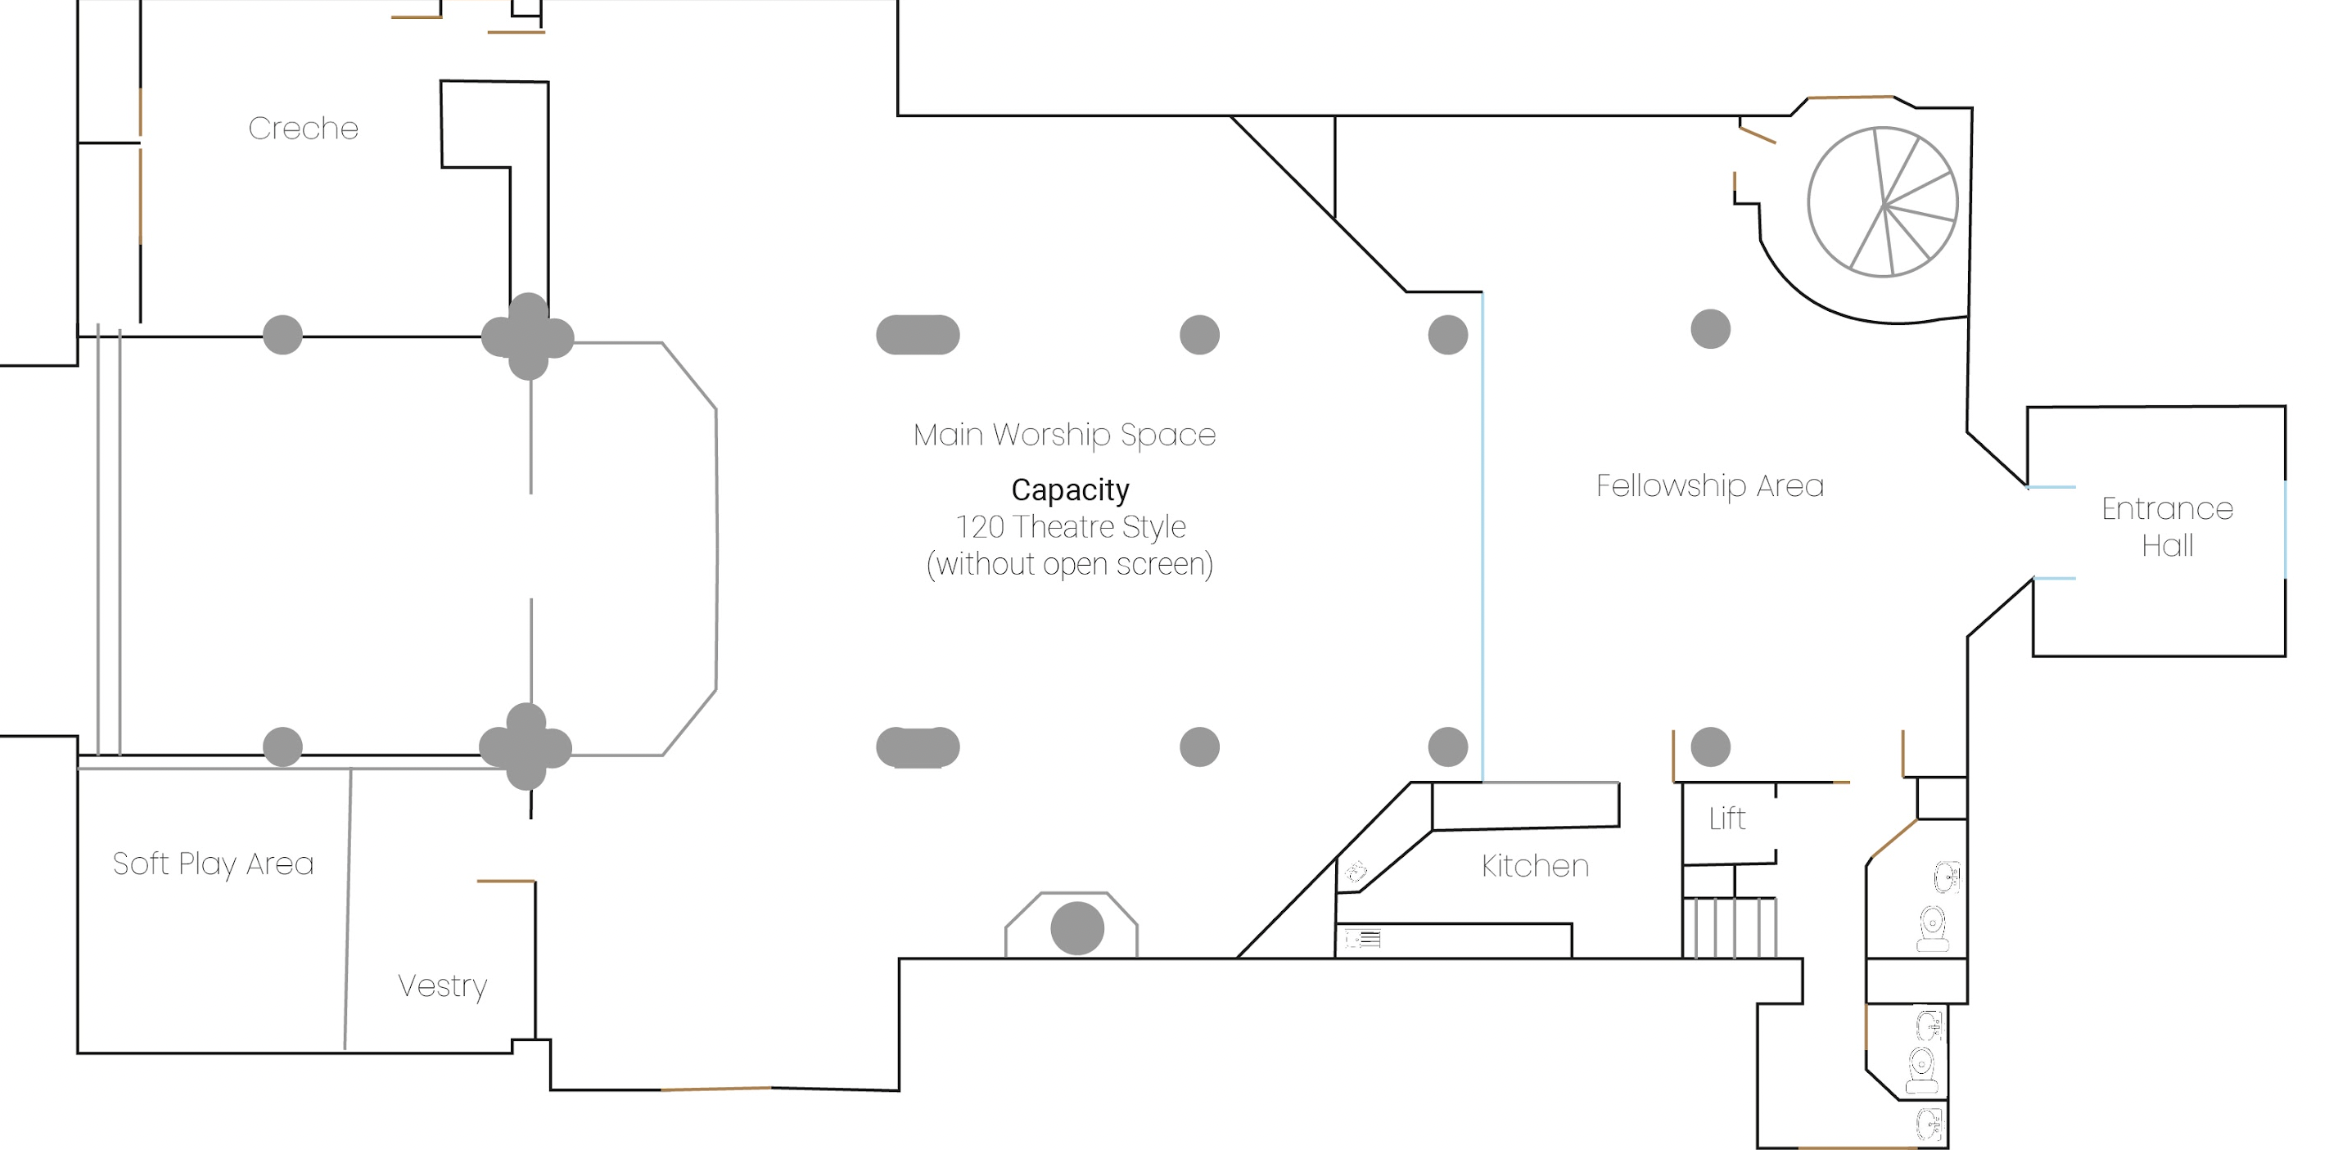 Creche
Main Worship Space
Capacity
120 Theatre Style
(without open screen)
Fellowship Area
Entrance
Hall
Lift
Soft Play Area
Kitchen
Vestry